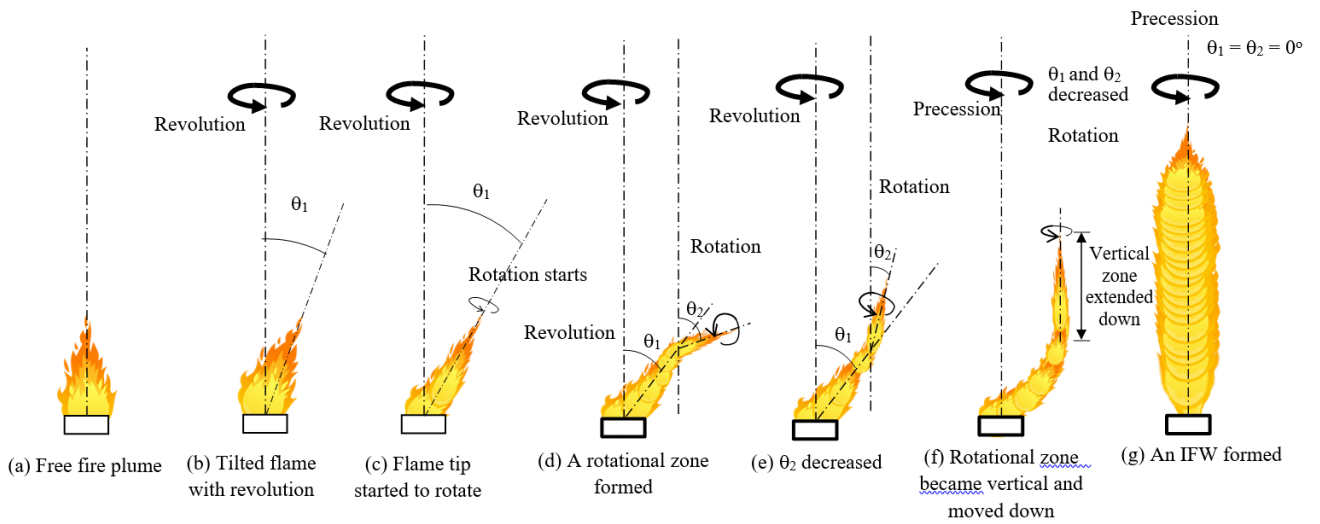 (a) Free fire plume
Revolution
θ1
(b) Tilted flame
with revolution
Revolution
θ1
Rotation starts
(c) Flame tip
started to rotate
Revolution
Rotation
Revolution
θ1
θ2
(d) A rotational zone
formed
Revolution
Rotation
θ2
θ1
(e) θ2 decreased
Precession
θ1 and θ2
decreased
Rotation
Vertical
zone
extended
down
(f) Rotational zone
became vertical and
moved down
Precession
θ1 = θ2 = 0o
(g) An IFW formed